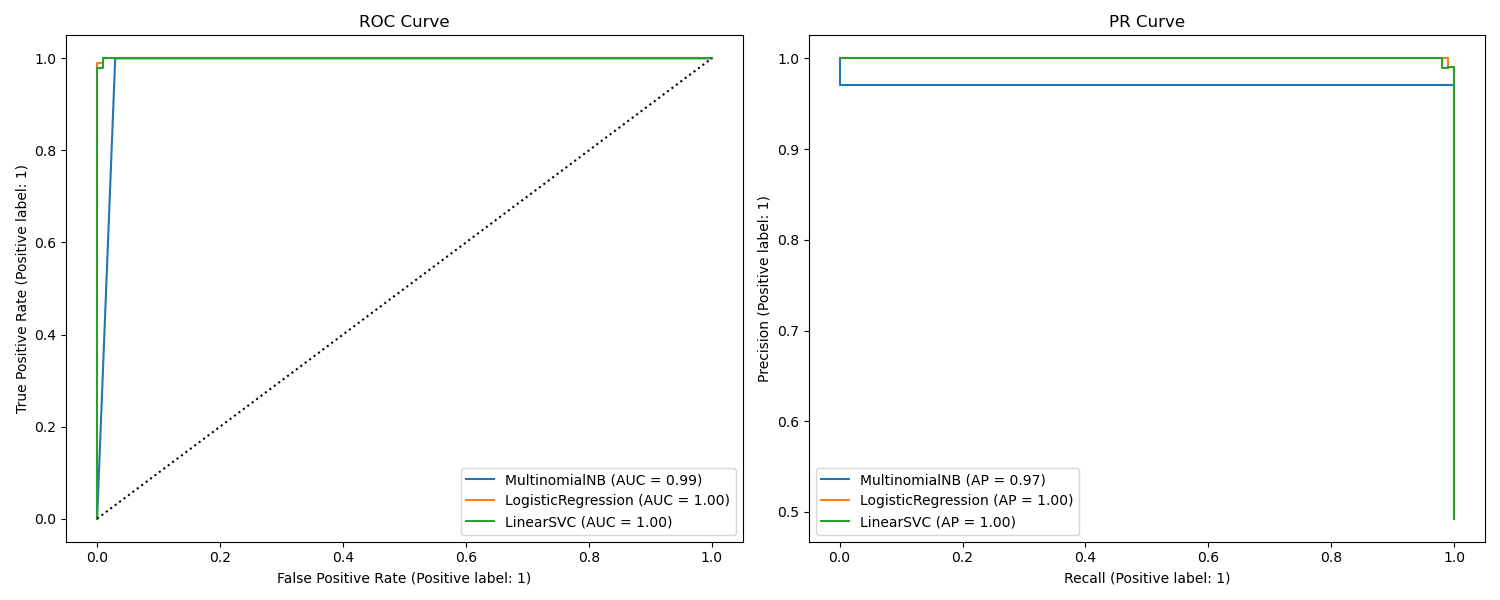 ROC Curve
True Positive Rate (Positive label: 1)
1.0
0.8
0.6
0.4
0.2
0.0
0.0 0.2 0.4 0.6 0.8 1.0
False Positive Rate (Positive label: 1)
MultinomialNB (AUC = 0.99)
LogisticRegression (AUC = 1.00)
LinearSVC (AUC = 1.00)
PR Curve
Precision (Positive label: 1)
1.0
0.9
0.8
0.7
0.6
0.5
0.0 0.2 0.4 0.6 0.8 1.0
Recall (Positive label: 1)
MultinomialNB (AP = 0.97)
LogisticRegression (AP = 1.00)
LinearSVC (AP = 1.00)